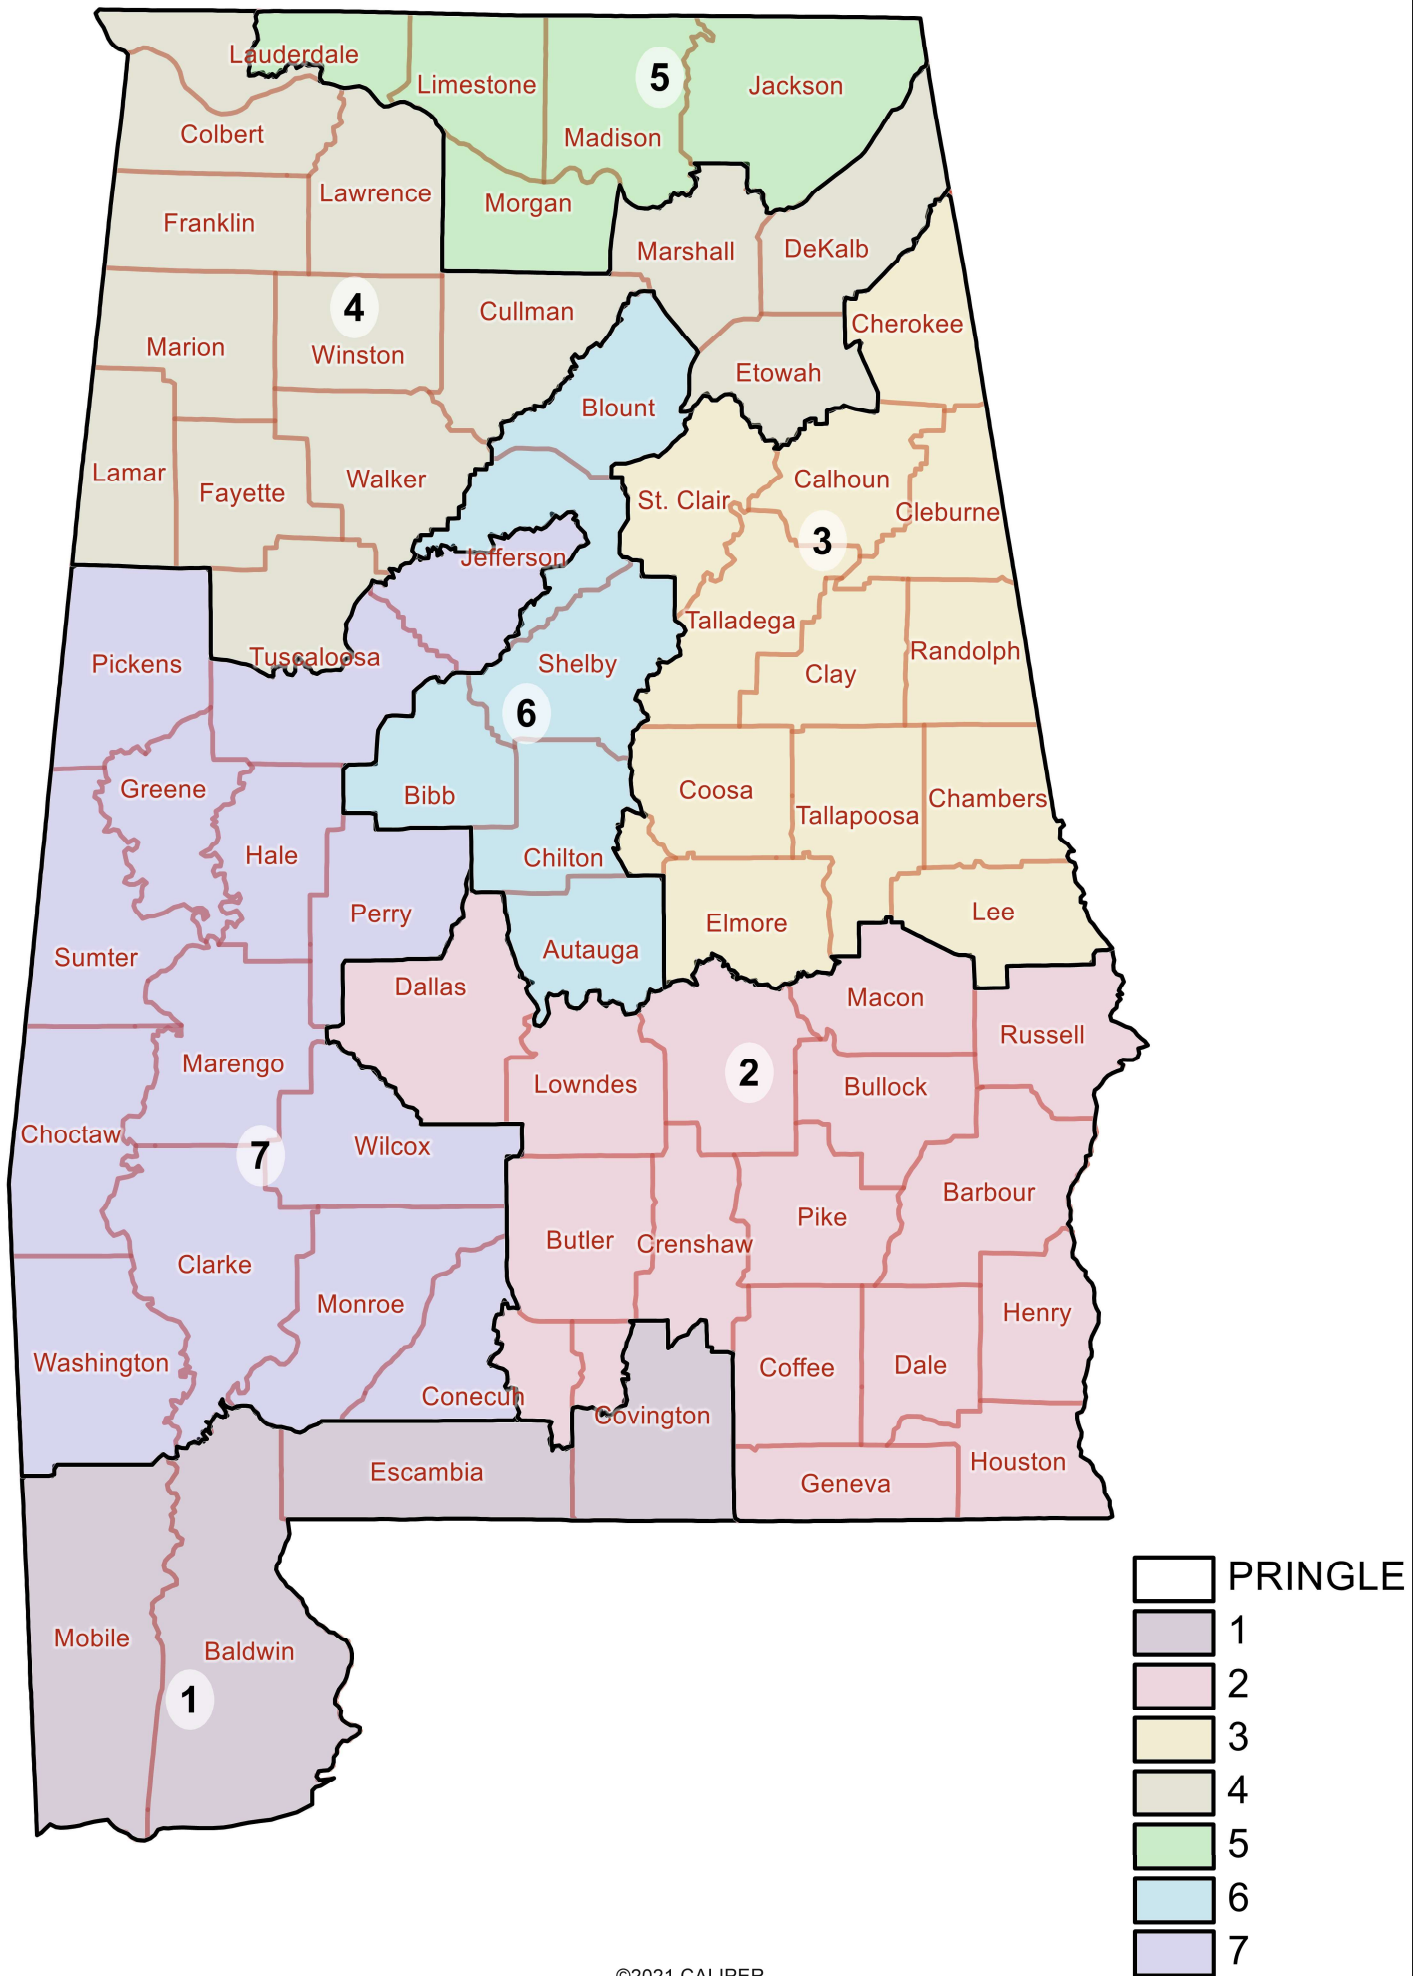 Lauderdale
Limestone
5
Jackson
Colbert
Madison
Lawrence
Morgan
Franklin
Marshall
DeKalb
4
Cullman
Cherokee
Marion
Winston
Etowah
Blount
Lamar
Fayette
Walker
St. Clair
Calhoun
Cleburne
3
Jefferson
Talladega
Randolph
Pickens
Tuscaloosa
Shelby
Clay
6
Greene
Bibb
Coosa
Chambers
Tallapoosa
Hale
Chilton
Perry
Elmore
Lee
Sumter
Autauga
Dallas
Macon
Russell
Marengo
Lowndes
2
Bullock
Choctaw
7
Wilcox
Barbour
Pike
Butler
Crenshaw
Clarke
Monroe
Henry
Washington
Coffee
Dale
Conecuh
Covington
Escambia
Houston
Geneva
Mobile
Baldwin
1
PRINGLE
1
2
3
4
5
6
7
©2021 CALIPER